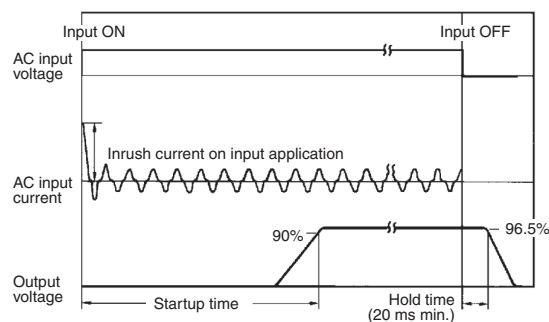 Input ON
Input OFF
AC input
voltage
Inrush current on input application
AC input
current
90%
96.5%
Output
voltage
Startup time
Hold time
(20 ms min.)